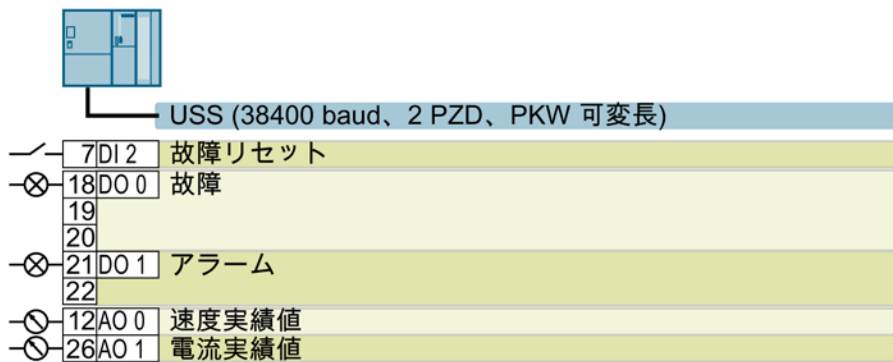 USS (38400 baud、2 PZD、PKW 可変長)
7 DI 2 故障リセット
18 DO 0 故障
19
20
21 DO 1 アラーム
22
12 AO 0 速度実績値
26 AO 1 電流実績値